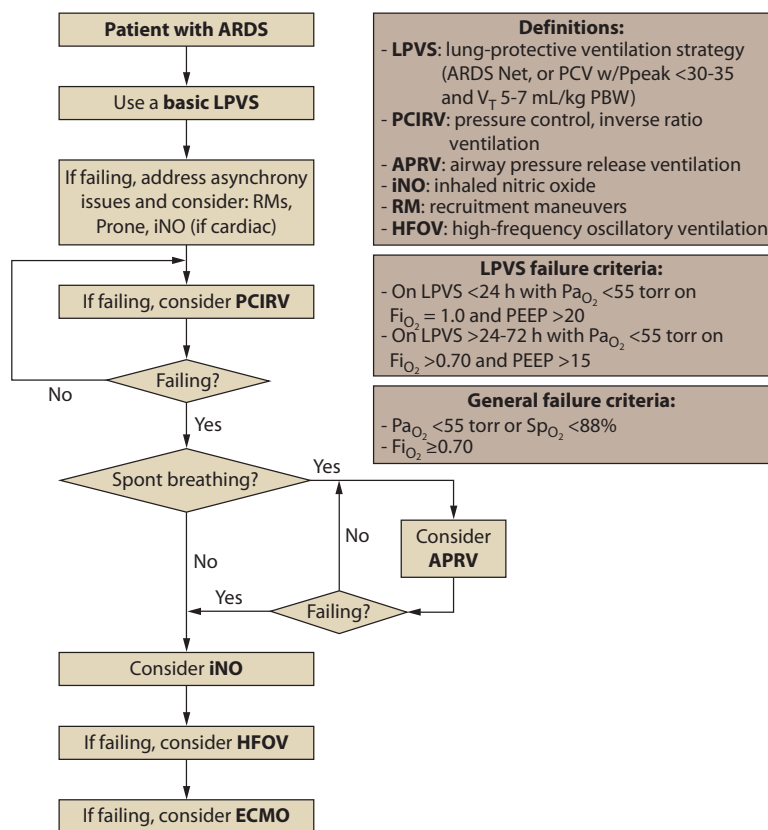 Patient with ARDS
Use a basic LPVS
If failing, address asynchrony
issues and consider: RMs,
Prone, iNO (if cardiac)
If failing, consider PCIRV
Failing?
No
Yes
Spont breathing?
Yes
No
Consider
APRV
No
Failing?
Yes
Consider iNO
If failing, consider HFOV
If failing, consider ECMO
Definitions:
- LPVS: lung-protective ventilation strategy
(ARDS Net, or PCV w/Ppeak <30-35
and VT 5-7 mL/kg PBW)
- PCIRV: pressure control, inverse ratio
ventilation
- APRV: airway pressure release ventilation
- iNO: inhaled nitric oxide
- RM: recruitment maneuvers
- HFOV: high-frequency oscillatory ventilation
LPVS failure criteria:
- On LPVS <24 h with PaO2 <55 torr on
FiO2 = 1.0 and PEEP >20
- On LPVS >24-72 h with PaO2 <55 torr on
FiO2 >0.70 and PEEP >15
General failure criteria:
- PaO2 <55 torr or SpO2 <88%
- FiO2 ≥0.70